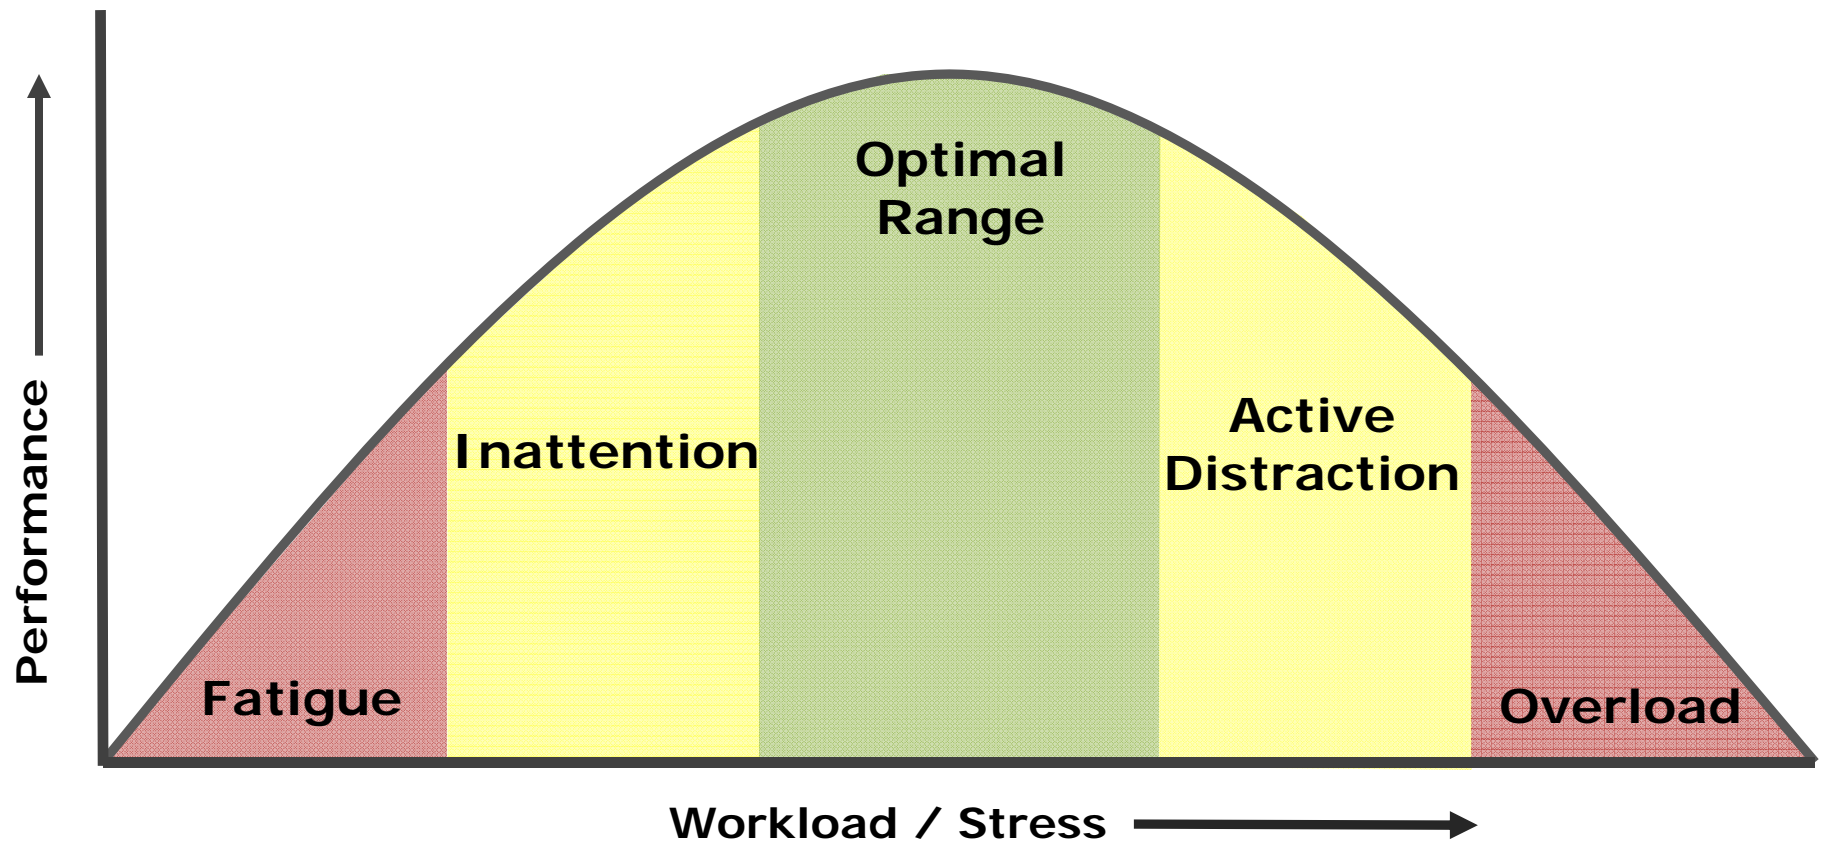 Optimal
Range
Active
Distraction
Inattention
Performance
Fatigue
Overload
Workload / Stress